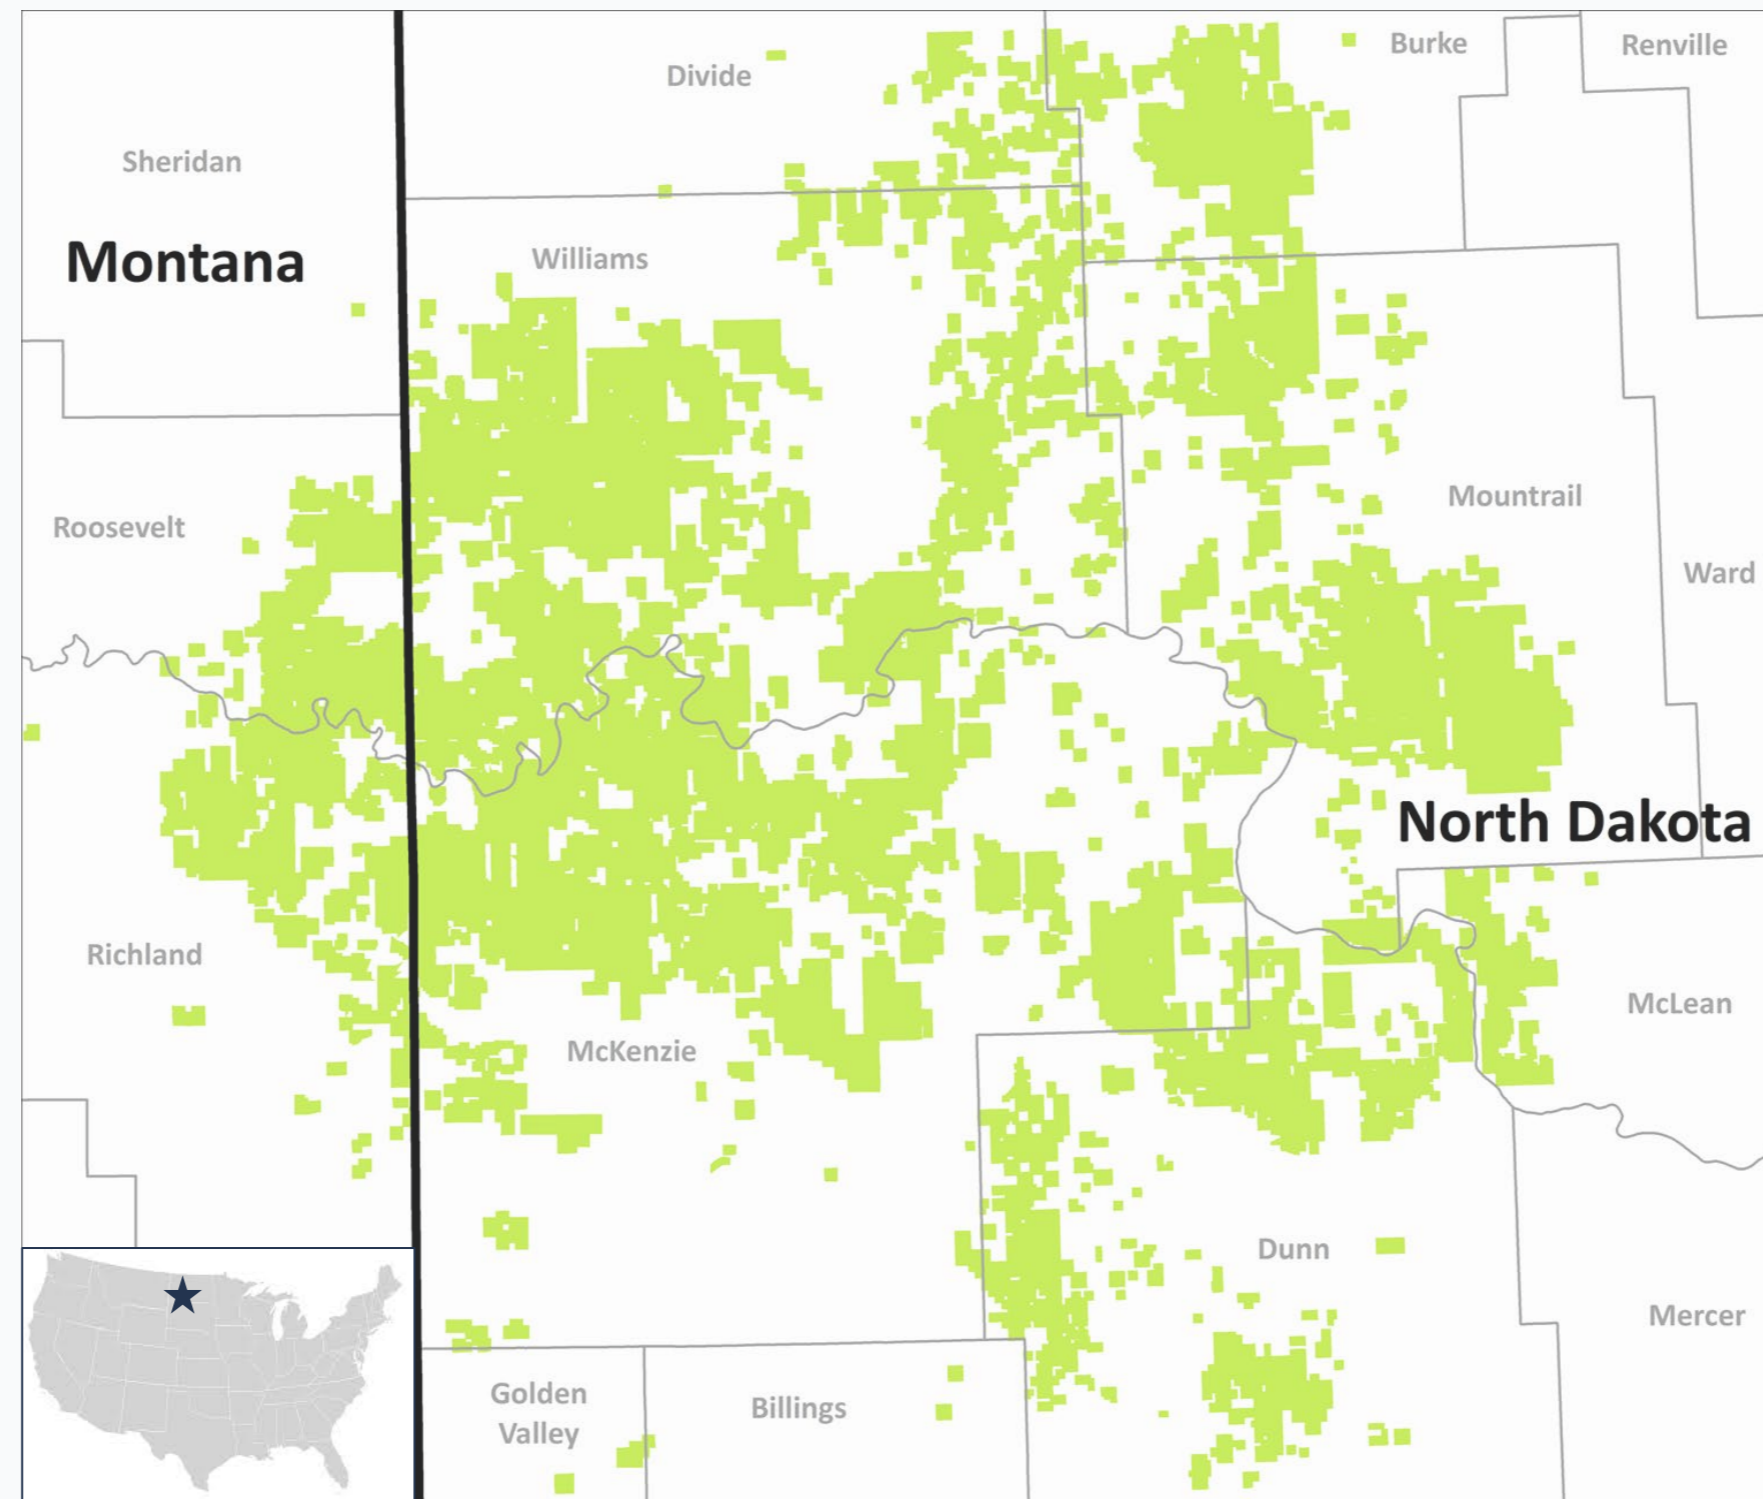 Burke
Renville
Divide
Sheridan
Montana
Williams
Mountrail
Roosevelt
Ward
North Dakota
Richland
McLean
McKenzie
Dunn
Mercer
Golden
Valley
Billings